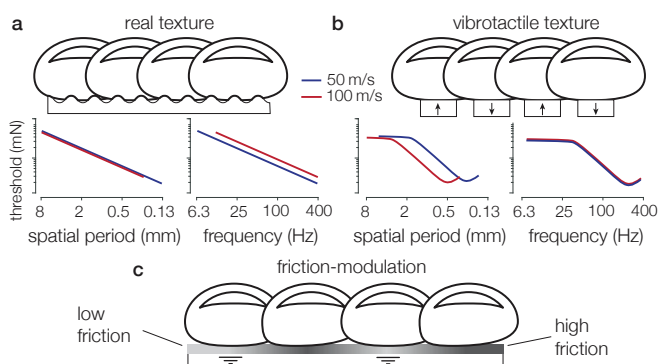 a
real texture
b
vibrotactile texture
50 m/s
100 m/s
threshold (mN)
8 2 0.5 0.13
spatial period (mm)
6.3 25 100 400
frequency (Hz)
8 2 0.5 0.13
spatial period (mm)
6.3 25 100 400
frequency (Hz)
c
friction-modulation
low
friction
high
friction